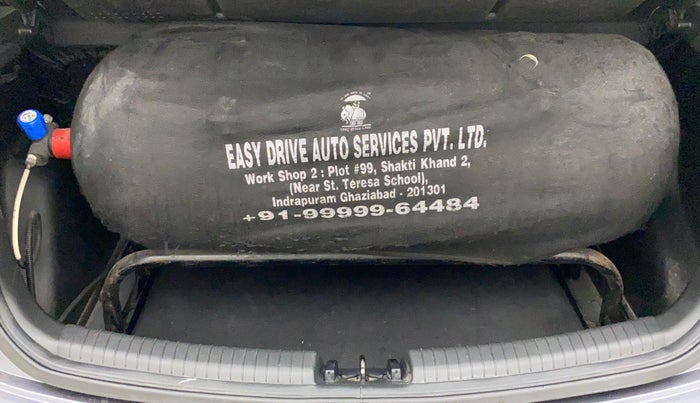 EASY DRIVE AUTO SERVICES PVT. LTD.
Work Shop 2 : Plot #99, Shakti Khand 2,
(Near St. Teresa School),
Indrapuram Ghaziabad - 201301
+91-99999-64484